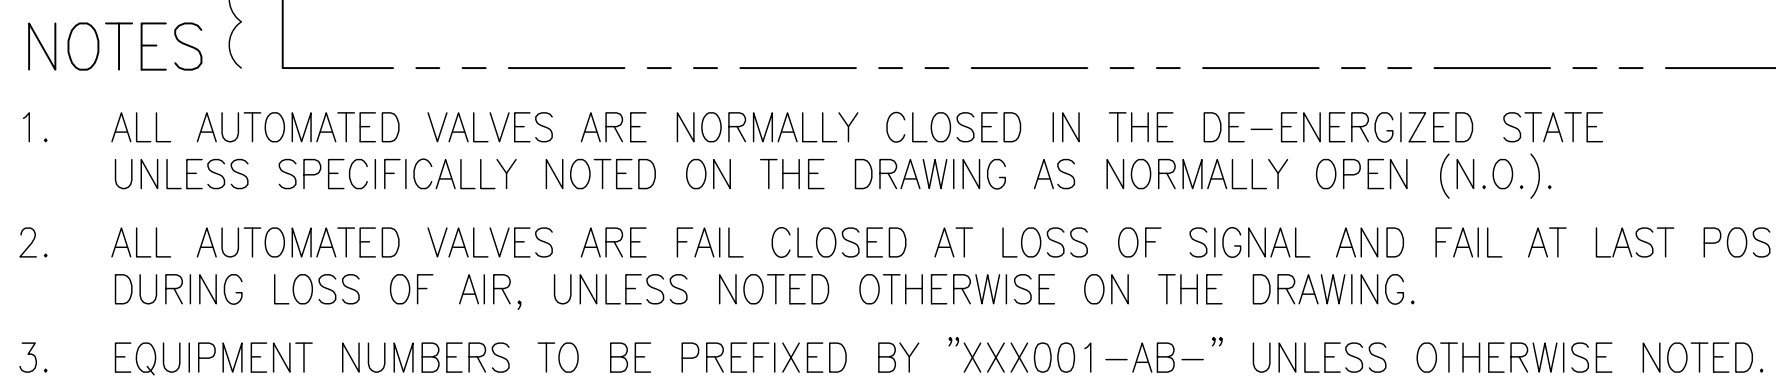 NOTES
1. ALL AUTOMATED VALVES ARE NORMALLY CLOSED IN THE DE-ENERGIZED STATE
UNLESS SPECIFICALLY NOTED ON THE DRAWING AS NORMALLY OPEN (N.O.).
2. ALL AUTOMATED VALVES ARE FAIL CLOSED AT LOSS OF SIGNAL AND FAIL AT LAST POS
DURING LOSS OF AIR, UNLESS NOTED OTHERWISE ON THE DRAWING.
3. EQUIPMENT NUMBERS TO BE PREFIXED BY "XXX001-AB-" UNLESS OTHERWISE NOTED.